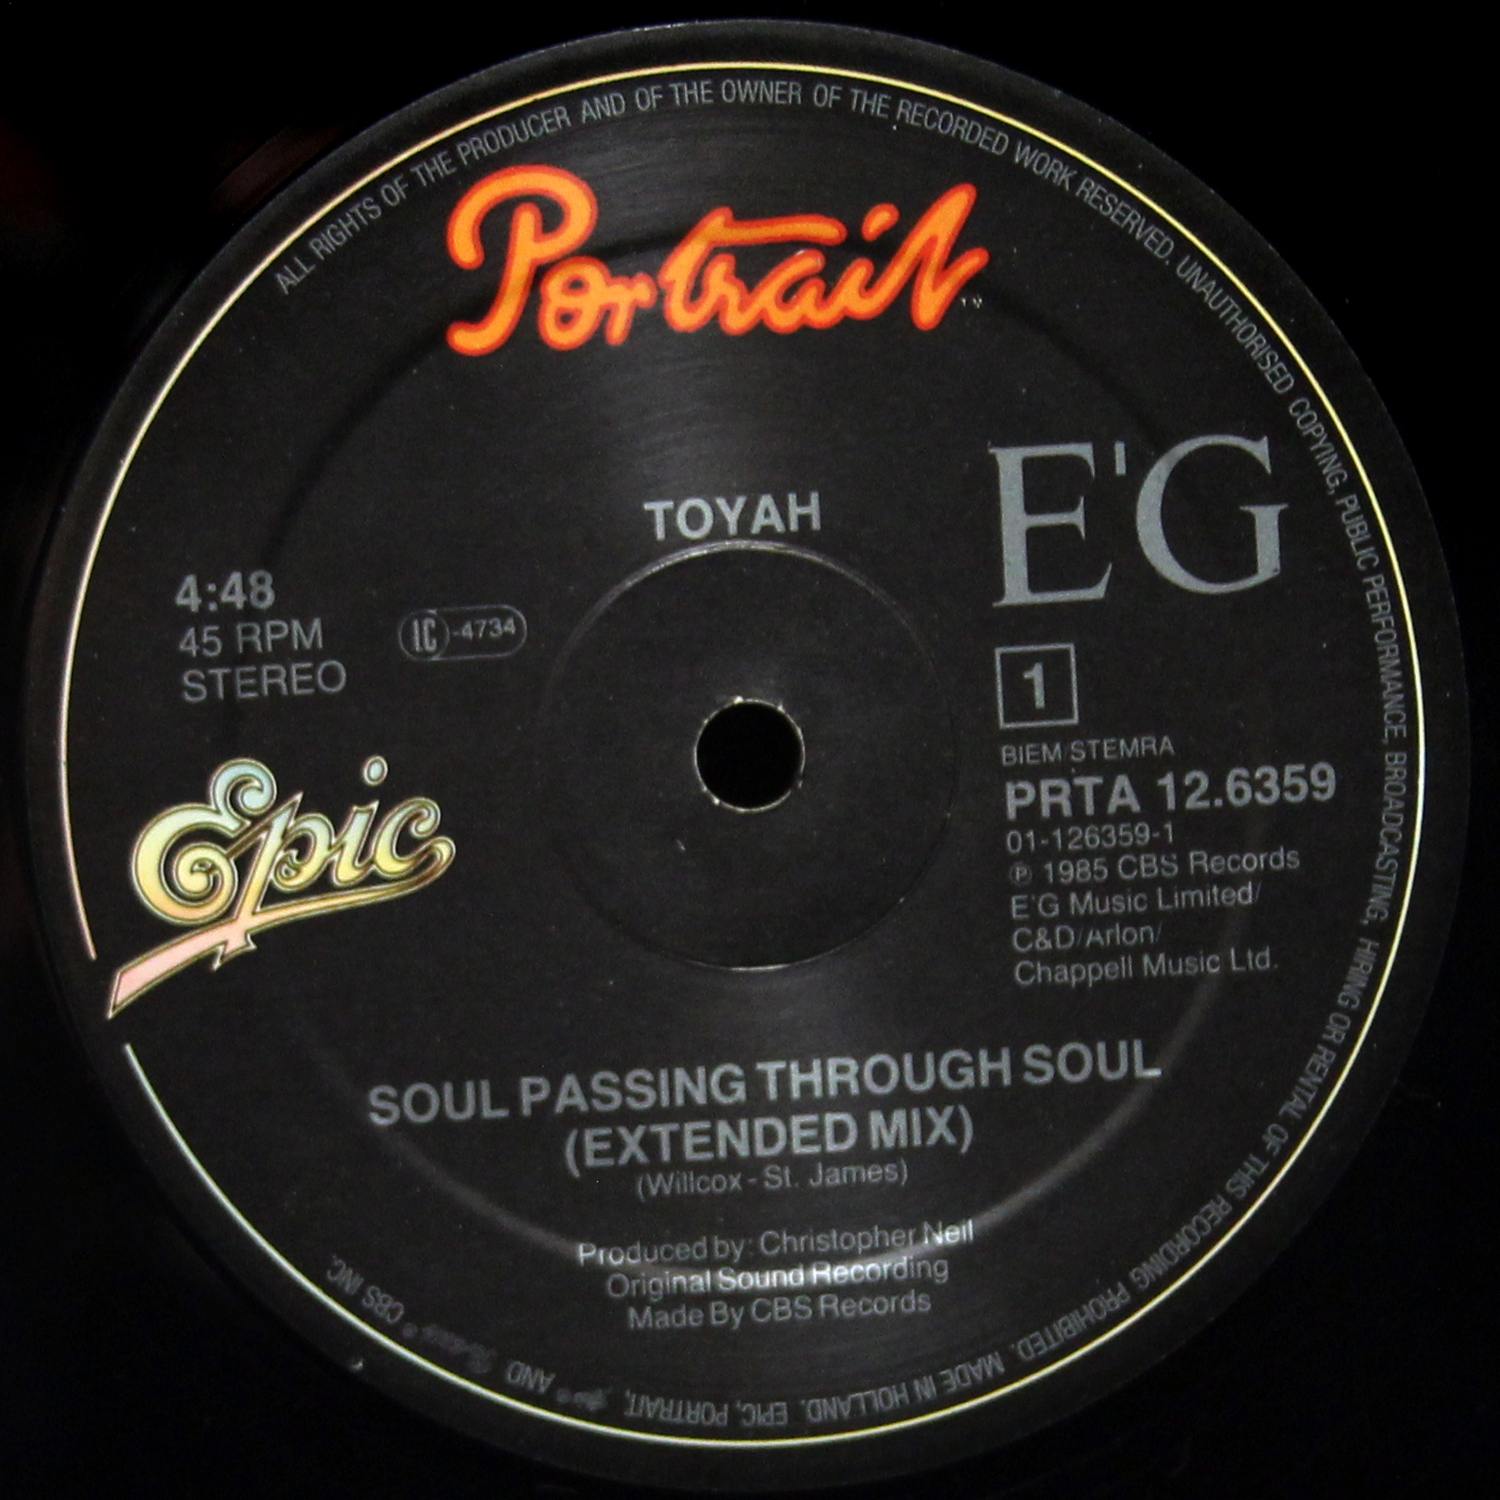 ALL RIGHTS OF THE PRODUCER AND OF THE OWNER OF THE RECORDED WORK RESERVED. UNAUTHORISED COPYING, PUBLIC PERFORMANCE, BROADCASTING, HIRING OR RENTAL OF THIS RECORDING PROHIBITED. MADE IN HOLLAND. EPIC, PORTRAIT, AND CBS INC.
Portrait
E'G
TOYAH
4:48
45 RPM
STEREO
LC -4734
1
BIEM/STEMRA
PRTA 12.6359
01-126359-1
℗ 1985 CBS Records
E'G Music Limited/
C&D/Arlon/
Chappell Music Ltd.
Epic
SOUL PASSING THROUGH SOUL
(EXTENDED MIX)
(Willcox - St. James)
Produced by: Christopher Neil
Original Sound Recording
Made By CBS Records